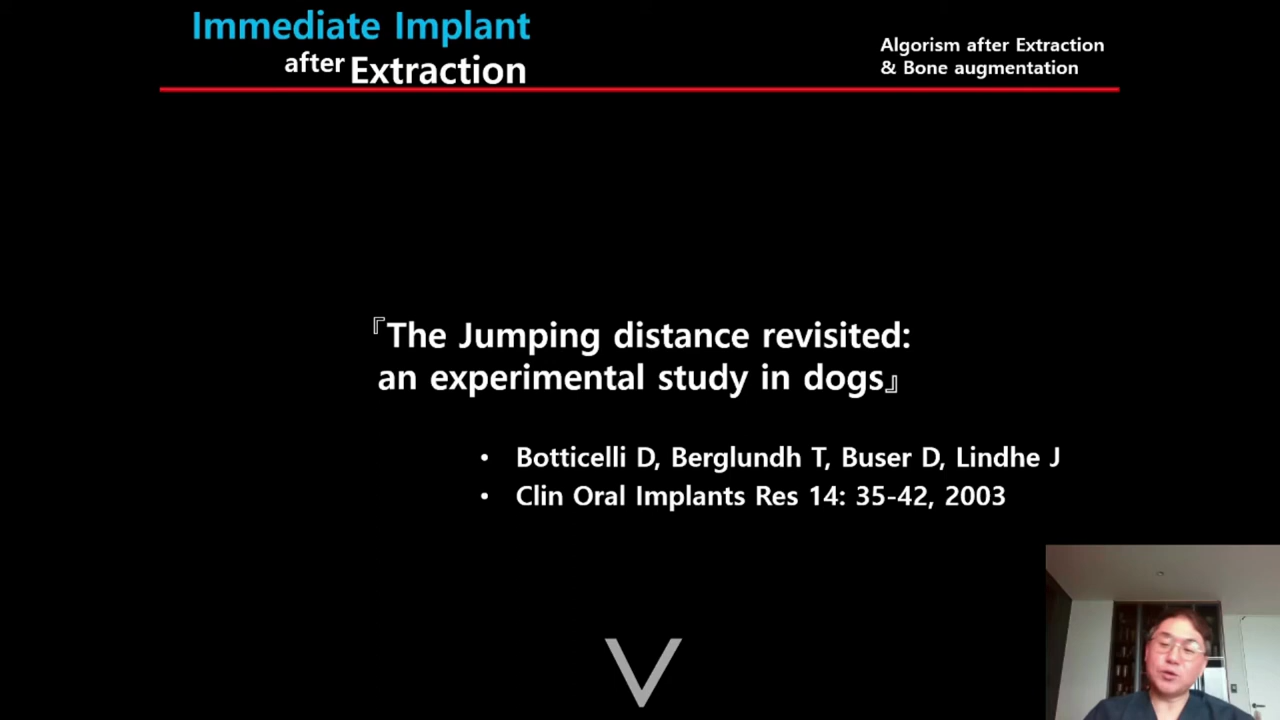 Immediate Implant
after Extraction
Algorism after Extraction
& Bone augmentation
『The Jumping distance revisited:
an experimental study in dogs』
• Botticelli D, Berglundh T, Buser D, Lindhe J
• Clin Oral Implants Res 14: 35-42, 2003